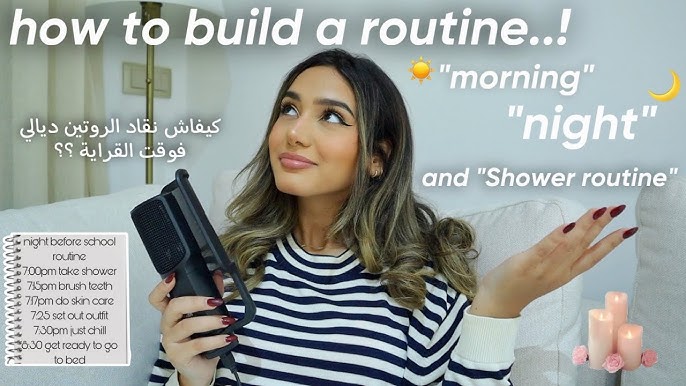 how to build a routine..!
"morning"
"night"
and "Shower routine"
كيفاش نقاد الروتين ديالي
فوقت القراية ؟؟
night before school
routine
7:00pm take shower
7:15pm brush teeth
7:17pm do skin care
7:25 set out outfit
7:30pm just chill
8:30 get ready to go
to bed